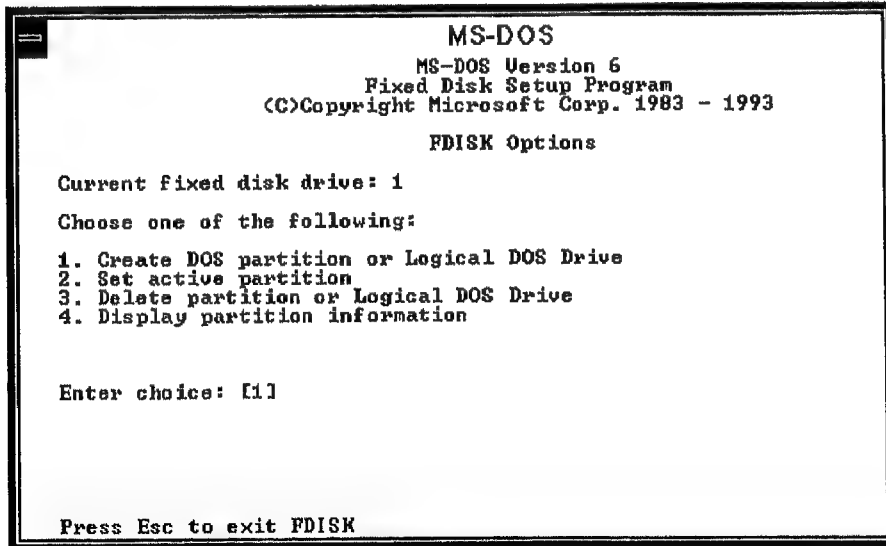 MS-DOS
MS-DOS Version 6
Fixed Disk Setup Program
(C)Copyright Microsoft Corp. 1983 - 1993
FDISK Options
Current fixed disk drive: 1
Choose one of the following:
1. Create DOS partition or Logical DOS Drive
2. Set active partition
3. Delete partition or Logical DOS Drive
4. Display partition information
Enter choice: [1]
Press Esc to exit FDISK